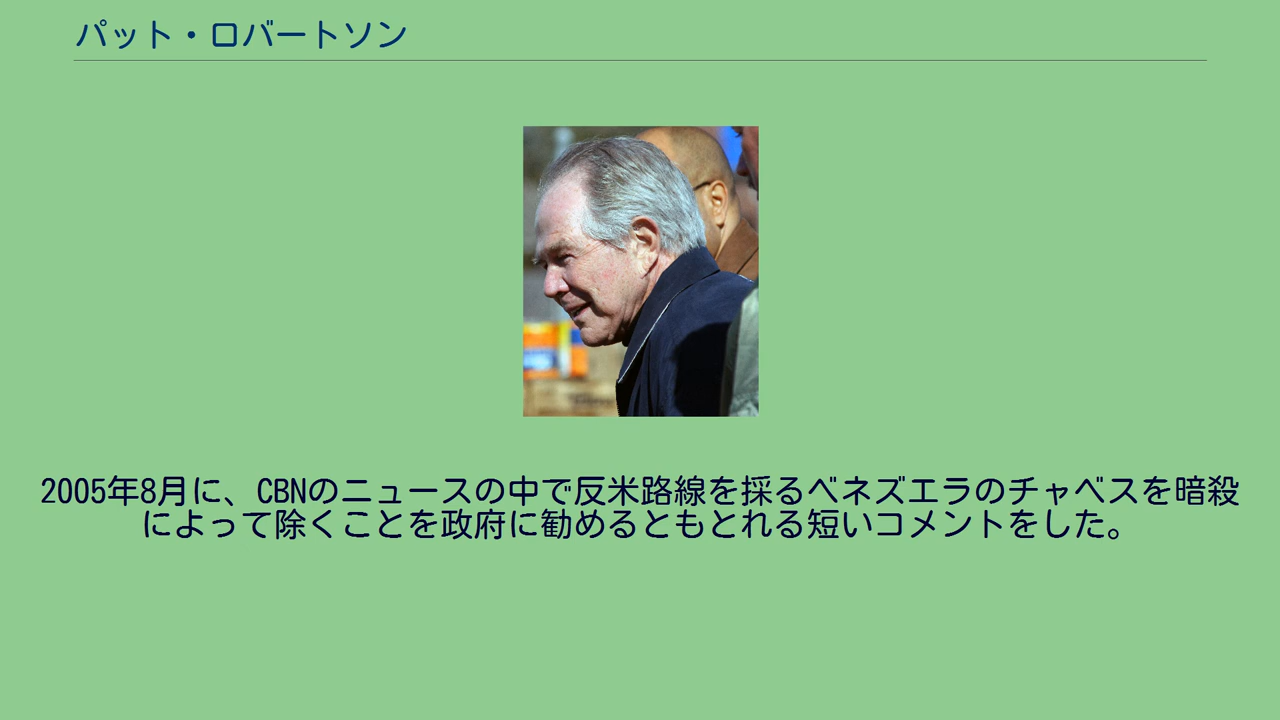 パット・ロバートソン
2005年8月に、CBNのニュースの中で反米路線を採るベネズエラのチャベスを暗殺
によって除くことを政府に勧めるともとれる短いコメントをした。